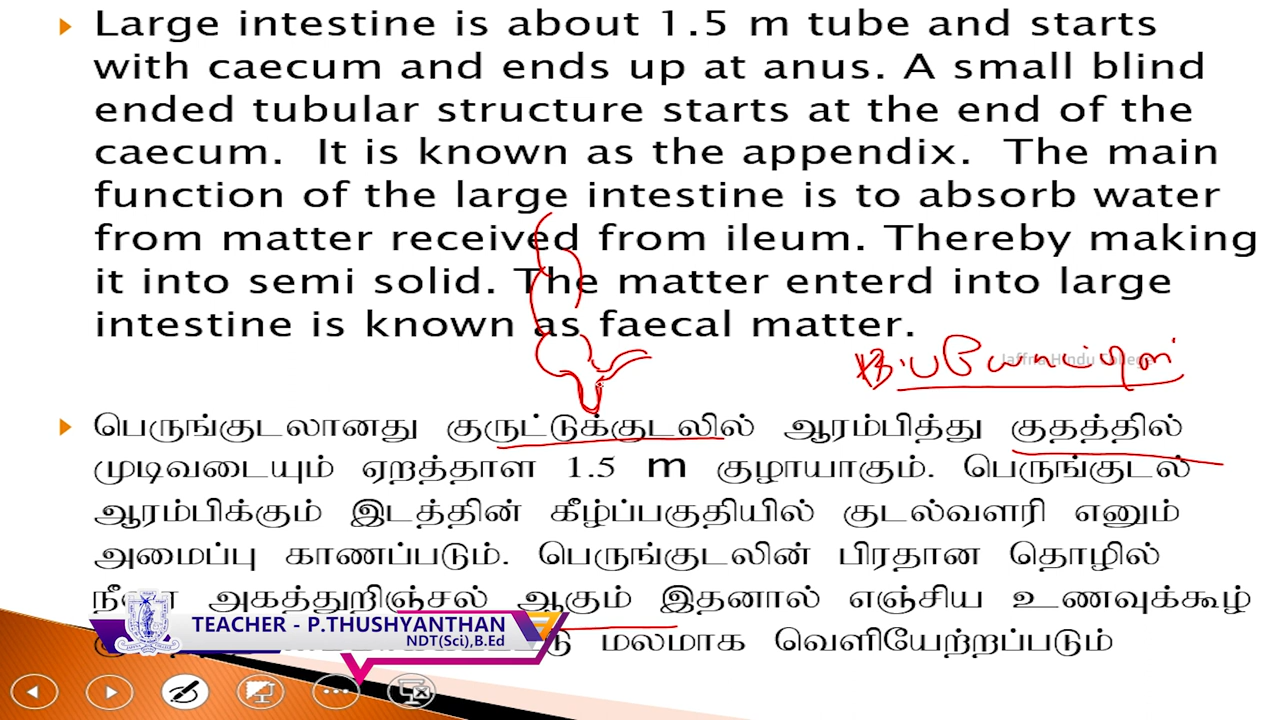 Large intestine is about 1.5 m tube and starts
with caecum and ends up at anus. A small blind
ended tubular structure starts at the end of the
caecum. It is known as the appendix. The main
function of the large intestine is to absorb water
from matter received from ileum. Thereby making
it into semi solid. The matter enterd into large
intestine is known as faecal matter.
Jaffna Hindu College
பெருங்குடலானது குருட்டுக்குடலில் ஆரம்பித்து குதத்தில்
முடிவடையும் ஏறத்தாள 1.5 m குழாயாகும். பெருங்குடல்
ஆரம்பிக்கும் இடத்தின் கீழ்ப்பகுதியில் குடல்வளரி எனும்
அமைப்பு காணப்படும். பெருங்குடலின் பிரதான தொழில்
அகத்துறிஞ்சல் ஆகும் இதனால் எஞ்சிய உணவுக்கூழ்
மலமாக வெளியேற்றப்படும்
TEACHER - P.THUSHYANTHAN
NDT(Sci),B.Ed